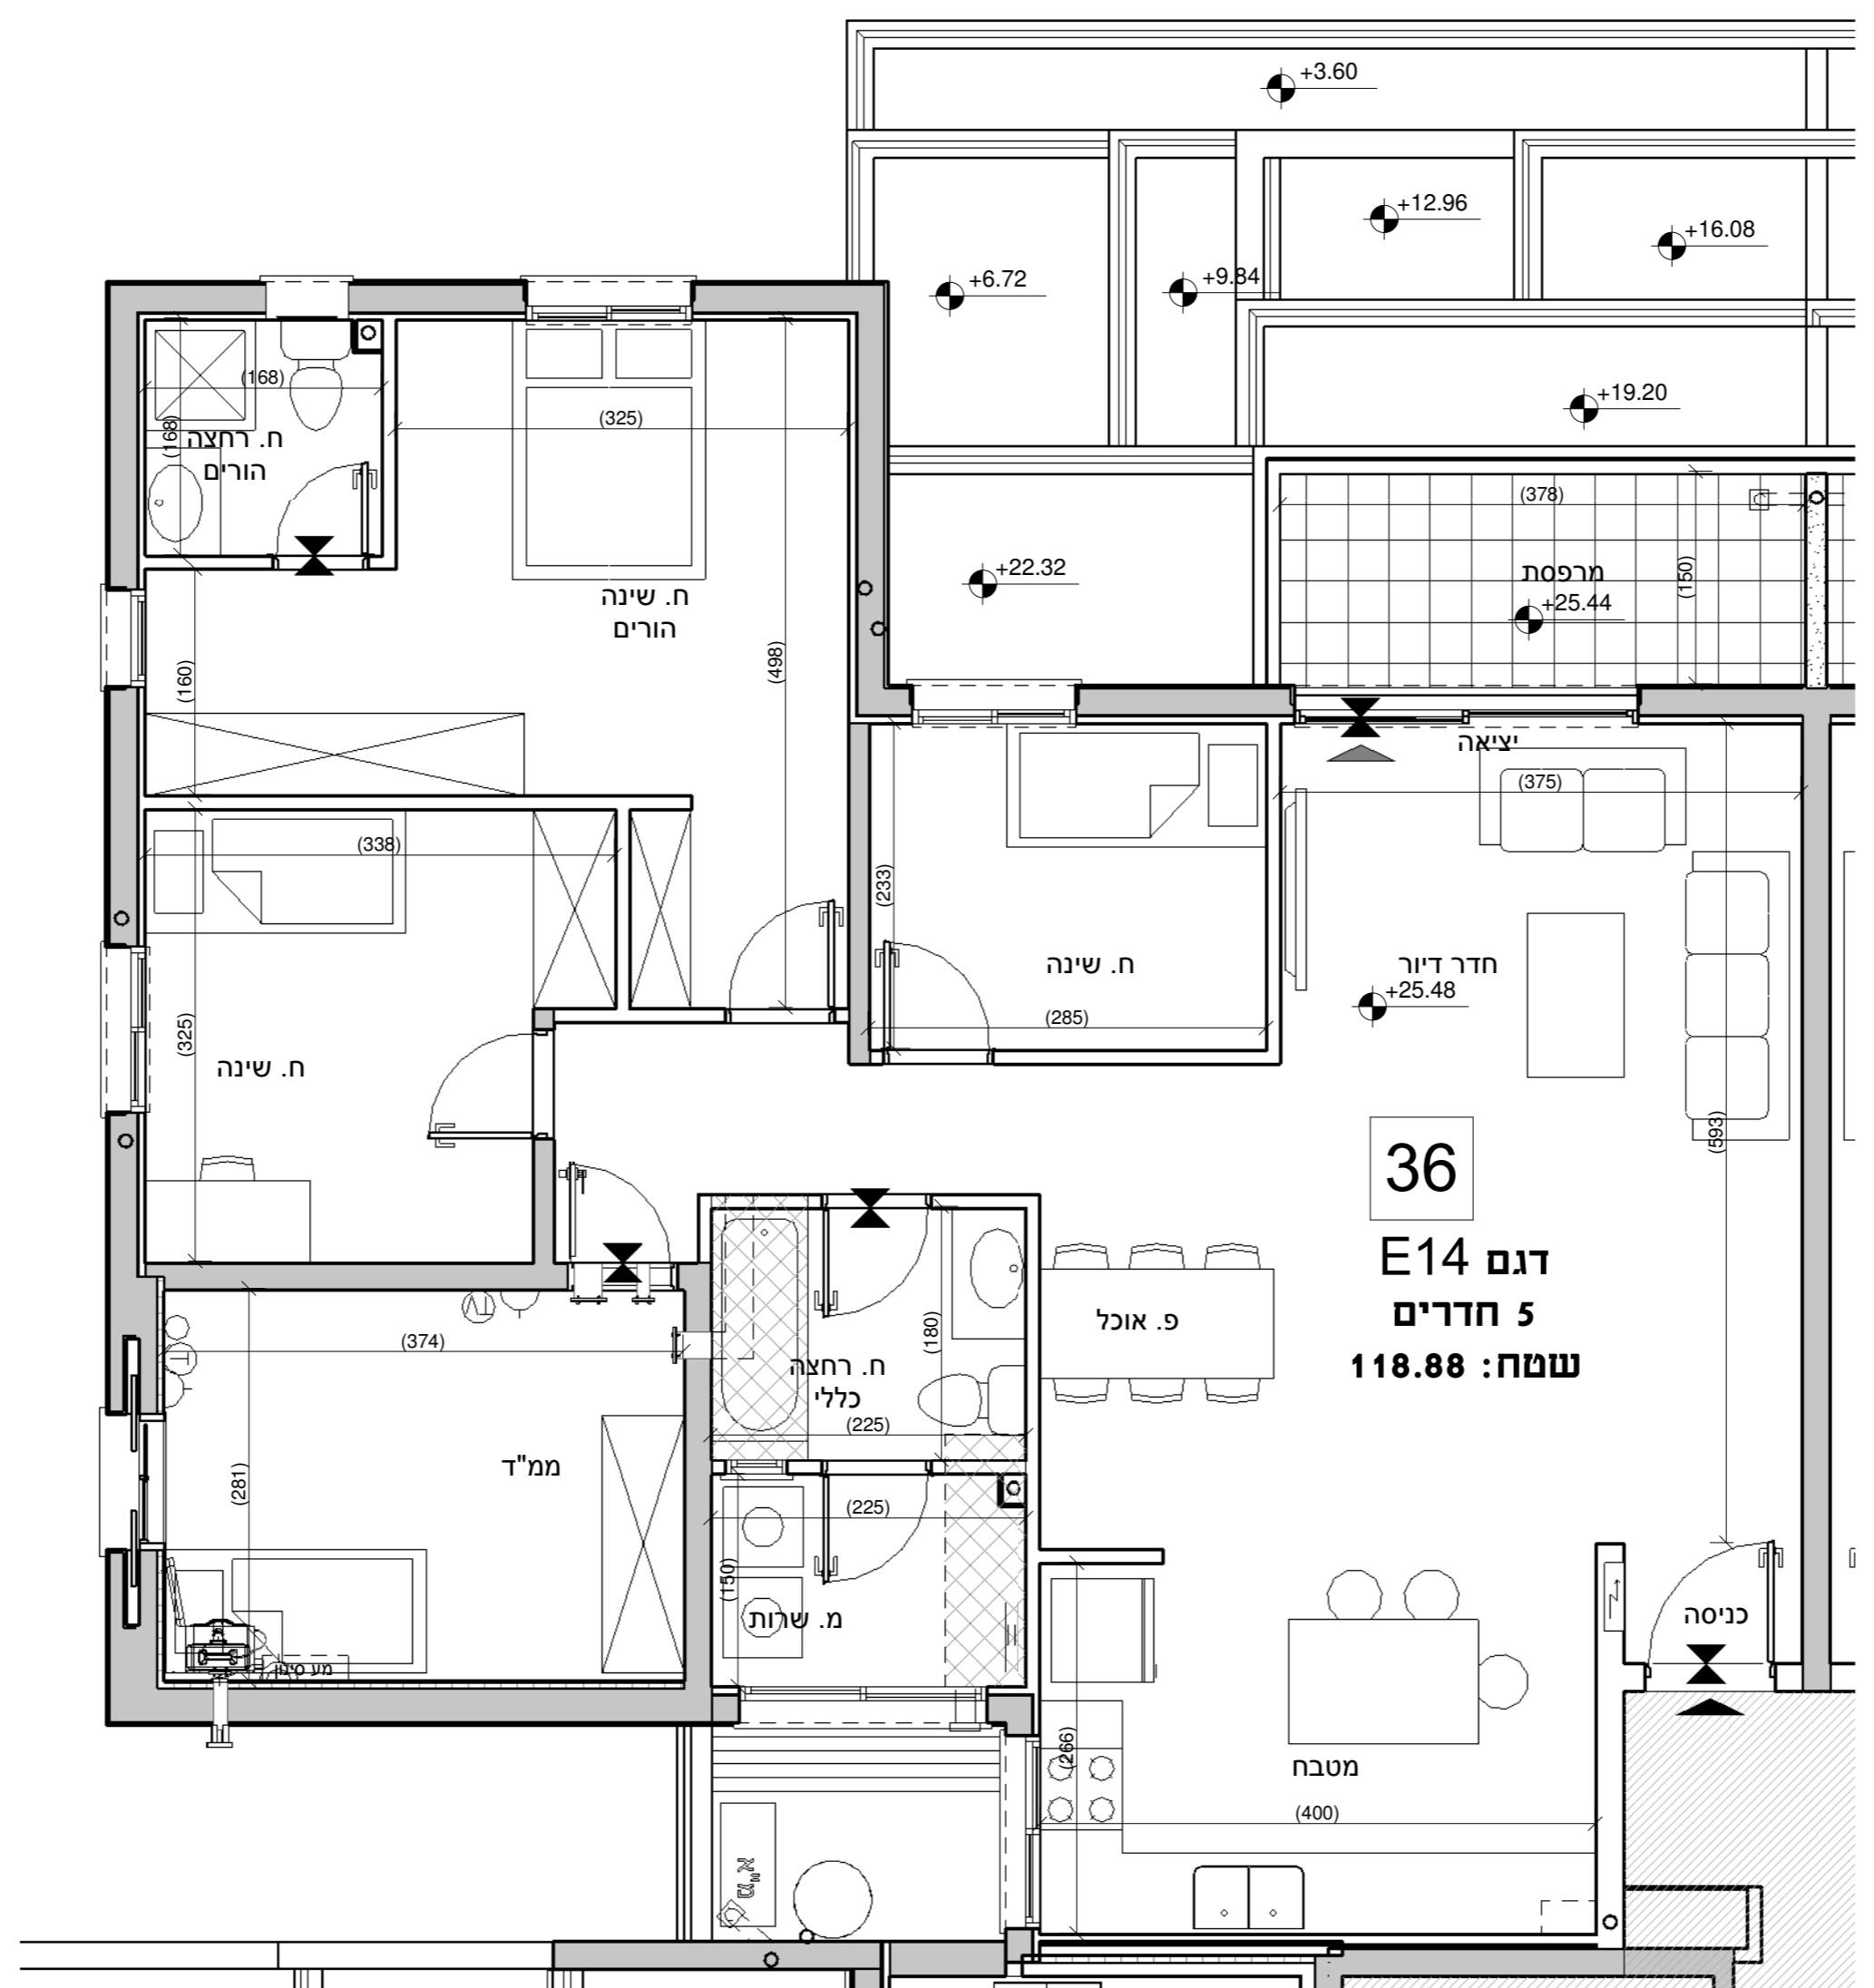 +3.60
+12.96
+16.08
+6.72
+9.84
(168)
(325)
+19.20
(168)
ח. רחצה
הורים
(378)
+22.32
מרפסת
(150)
+25.44
ח. שינה
הורים
(498)
(160)
יציאה
(375)
(338)
(233)
ח. שינה
חדר דיור
+25.48
(285)
(325)
ח. שינה
(593)
36
דגם E14
5 חדרים
שטח: 118.88
פ. אוכל
(180)
(374)
ח. רחצה
כללי
(225)
ממ"ד
(281)
(225)
(150)
מ. שרות
כניסה
מע סינון
(266)
מטבח
(400)